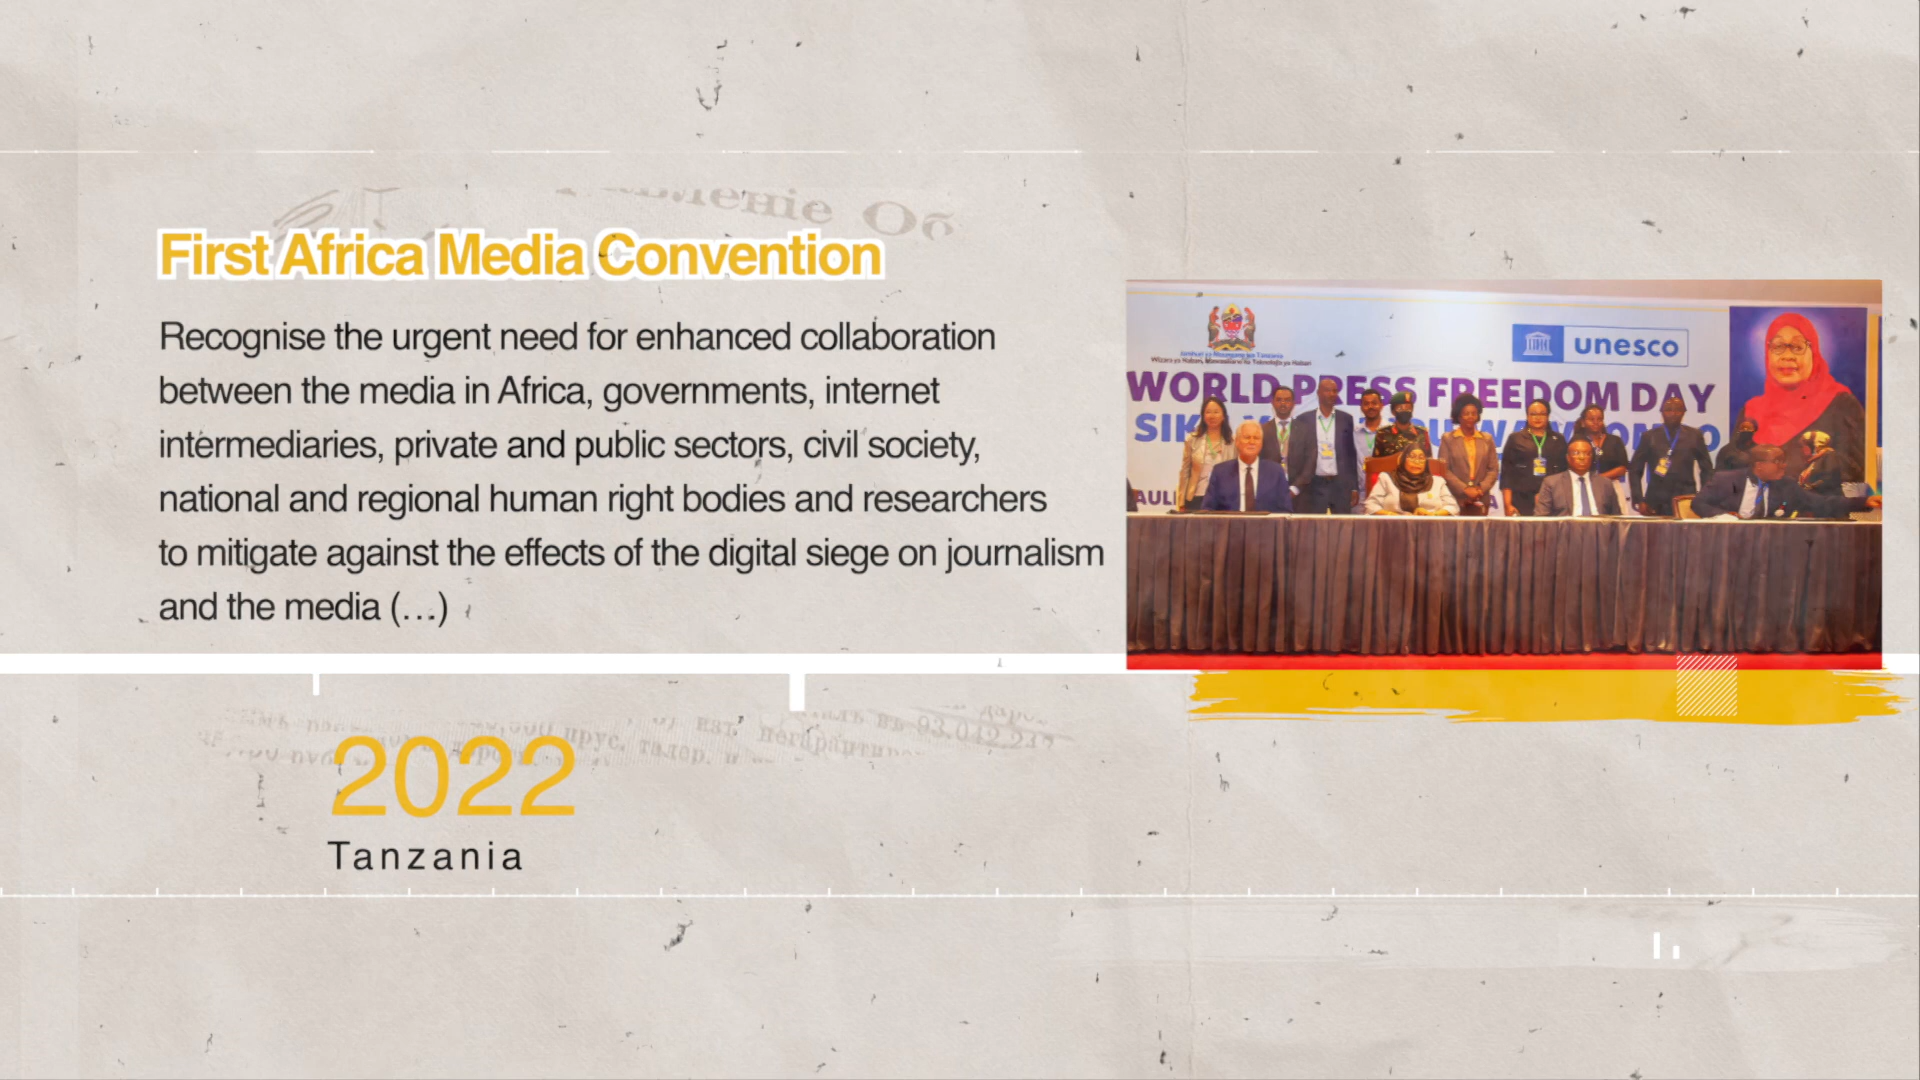 First Africa Media Convention
Recognise the urgent need for enhanced collaboration
between the media in Africa, governments, internet
intermediaries, private and public sectors, civil society,
national and regional human right bodies and researchers
to mitigate against the effects of the digital siege on journalism
and the media (…)
unesco
WORLD PRESS FREEDOM DAY
2022
Tanzania